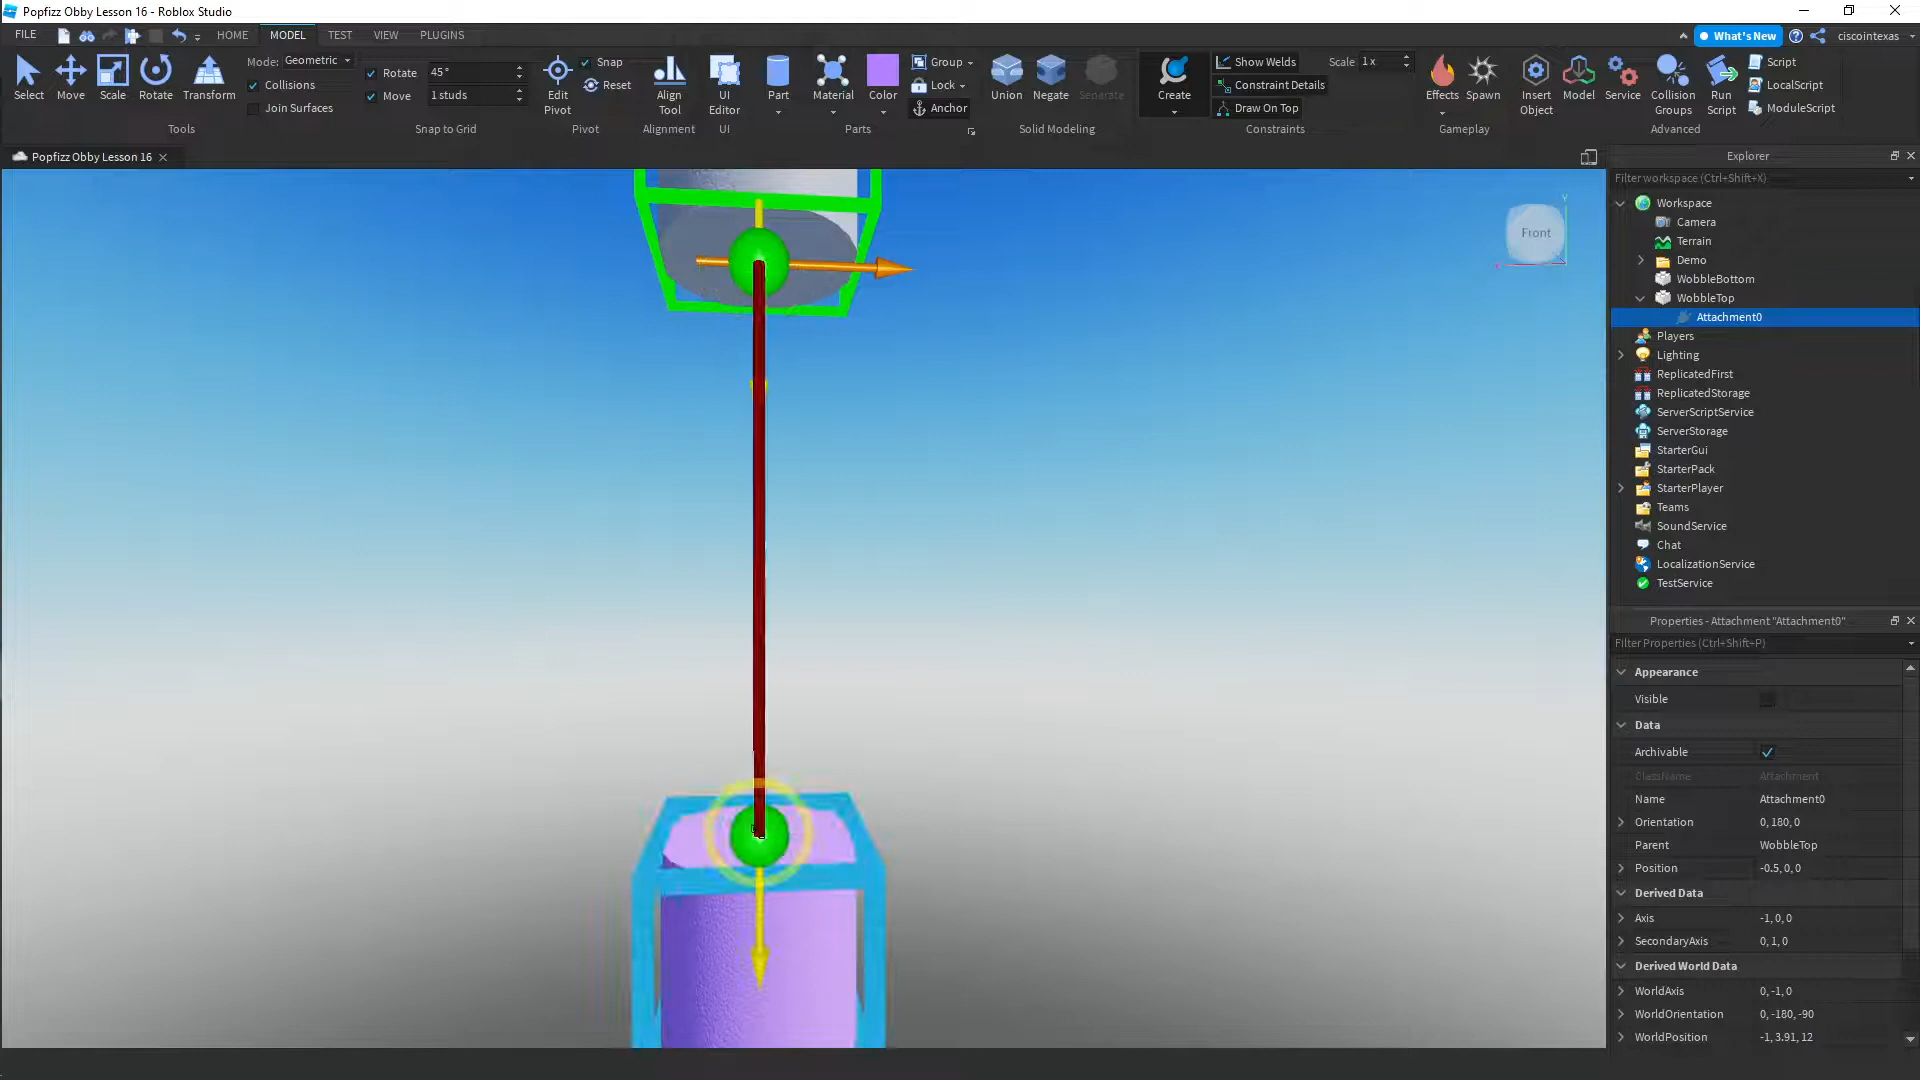 Popfizz Obby Lesson 16 - Roblox Studio
FILE HOME MODEL TEST VIEW PLUGINS What's New ciscointexas
Select Move Scale Rotate Transform
Mode: Geometric
Collisions
Join Surfaces
Tools
Rotate 45°
Move 1 studs
Snap to Grid
Edit Pivot
Snap
Reset
Pivot
Align Tool
Alignment
UI Editor
UI
Part Material Color
Group
Lock
Anchor
Parts
Union Negate Separate
Solid Modeling
Create
Show Welds
Constraint Details
Draw On Top
Scale 1 x
Constraints
Effects Spawn
Gameplay
Insert Object
Model
Service
Collision Groups
Run Script
Script
LocalScript
ModuleScript
Advanced
Popfizz Obby Lesson 16
Front
Explorer
Filter workspace (Ctrl+Shift+X)
Workspace
Camera
Terrain
Demo
WobbleBottom
WobbleTop
Attachment0
Players
Lighting
ReplicatedFirst
ReplicatedStorage
ServerScriptService
ServerStorage
StarterGui
StarterPack
StarterPlayer
Teams
SoundService
Chat
LocalizationService
TestService
Properties - Attachment "Attachment0"
Filter Properties (Ctrl+Shift+P)
Appearance
Visible
Data
Archivable
ClassName Attachment
Name Attachment0
Orientation 0, 180, 0
Parent WobbleTop
Position -0.5, 0, 0
Derived Data
Axis -1, 0, 0
SecondaryAxis 0, 1, 0
Derived World Data
WorldAxis 0, -1, 0
WorldOrientation 0, -180, -90
WorldPosition -1, 3.91, 12